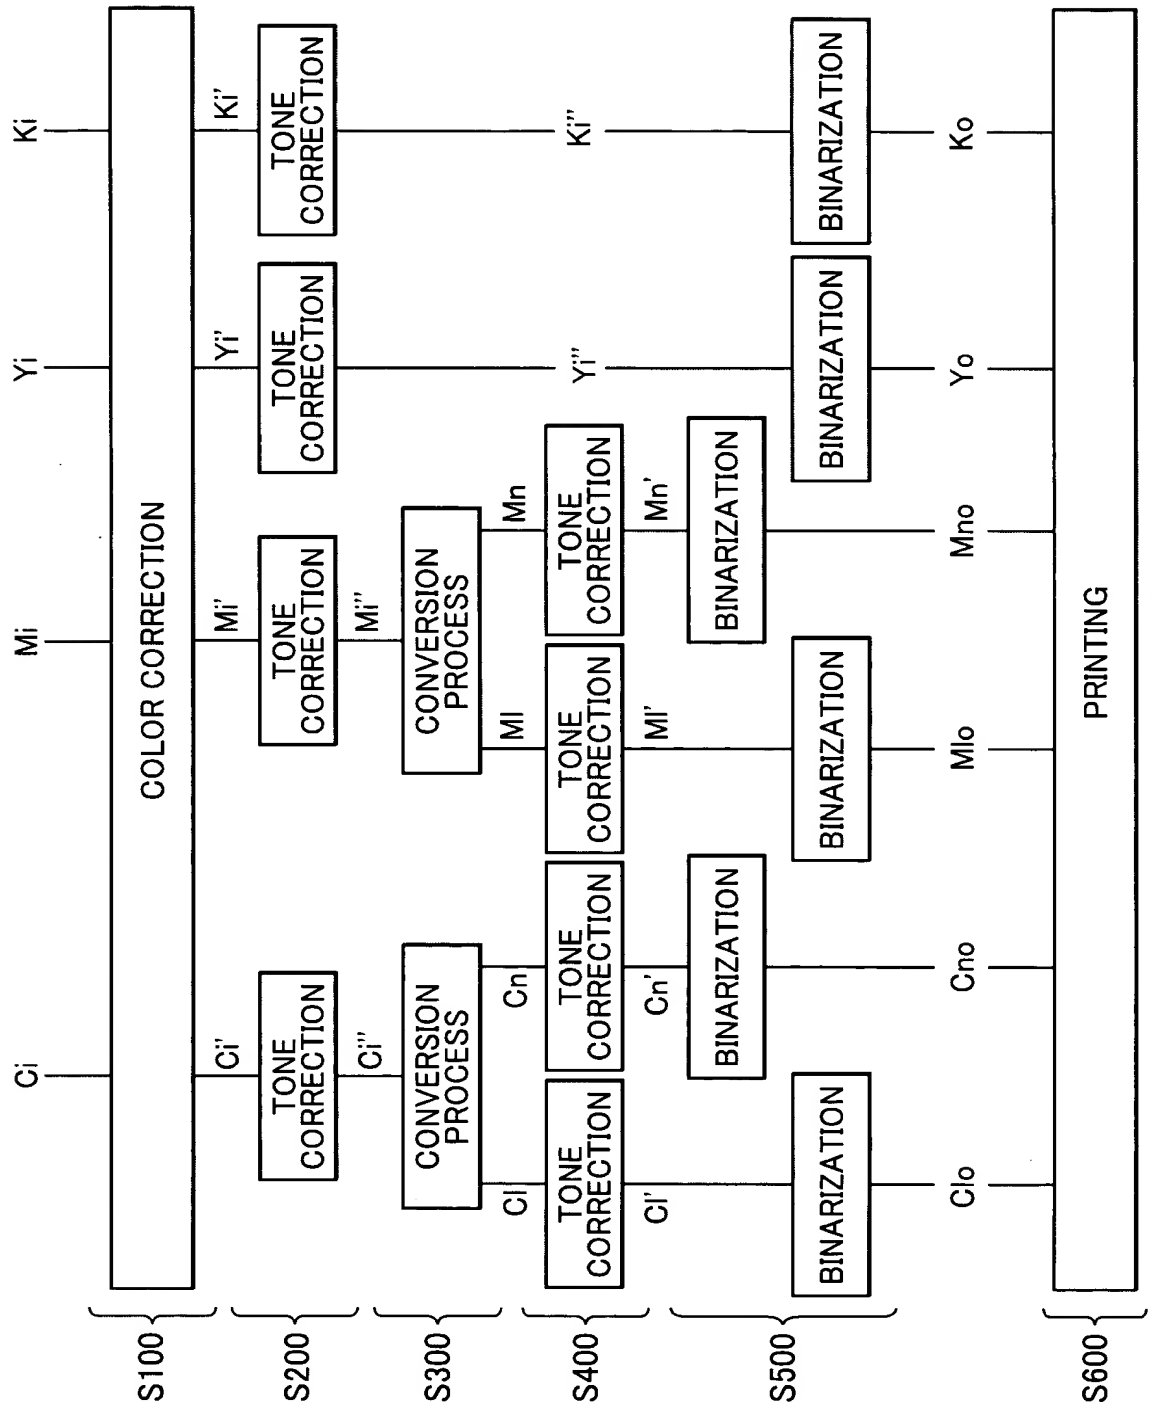 Ci
Mi
Yi
Ki
S100
COLOR CORRECTION
Ci'
Mi'
Yi'
Ki'
S200
TONE
CORRECTION
TONE
CORRECTION
TONE
CORRECTION
TONE
CORRECTION
Ci''
Mi''
S300
CONVERSION
PROCESS
CONVERSION
PROCESS
Cl
Cn
Ml
Mn
S400
TONE
CORRECTION
TONE
CORRECTION
TONE
CORRECTION
TONE
CORRECTION
Yi''
Ki''
Cl'
Cn'
Ml'
Mn'
S500
BINARIZATION
BINARIZATION
BINARIZATION
BINARIZATION
BINARIZATION
BINARIZATION
Clo
Cno
Mlo
Mno
Yo
Ko
S600
PRINTING